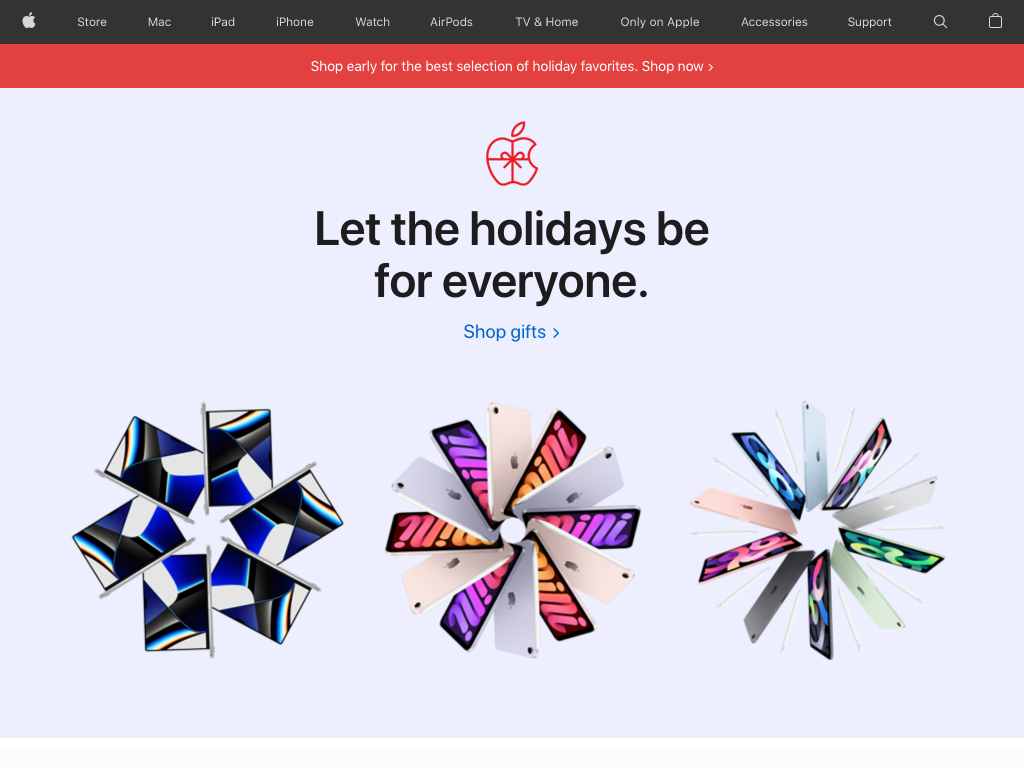 Store Mac iPad iPhone Watch AirPods TV & Home Only on Apple Accessories Support
Shop early for the best selection of holiday favorites. Shop now >
Let the holidays be
for everyone.
Shop gifts >